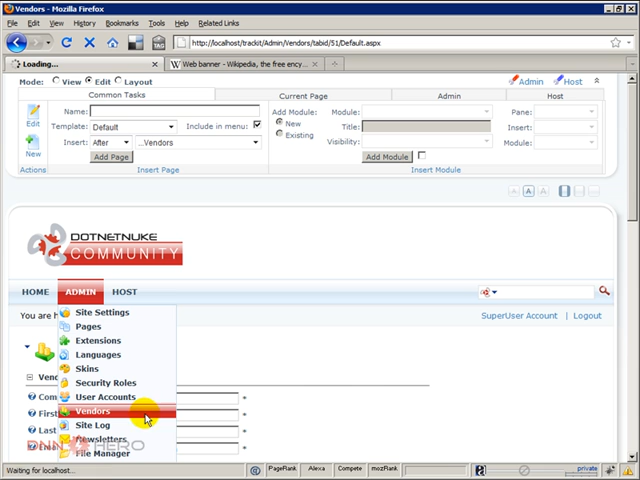 Vendors - Mozilla Firefox
File Edit View History Bookmarks Tools Help Related Links
TAG http://localhost/trackit/Admin/Vendors/tabid/51/Default.aspx
Loading... Web banner - Wikipedia, the free ency...
Mode: View Edit Layout Admin Host
Common Tasks Current Page Admin Host
Edit Name: Add Module: New Existing Module: Pane:
Template: Default Include in menu: Title: Insert:
New Insert: After ...Vendors Visibility: Module:
Add Page Add Module
Actions Insert Page Insert Module
A A A
DOTNETNUKE
COMMUNITY
HOME ADMIN HOST
You are h SuperUser Account | Logout
Site Settings
Pages
Extensions
Languages
Skins
Vend Security Roles
Com User Accounts *
First Vendors *
Last Site Log *
Email Newsletters *
File Manager
DNN HERO
Waiting for localhost... PageRank Alexa Compete mozRank private